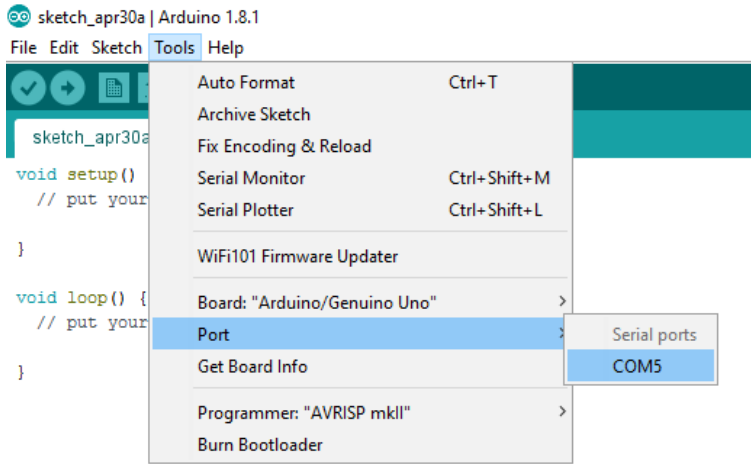 sketch_apr30a | Arduino 1.8.1
File Edit Sketch Tools Help
sketch_apr30a
void setup()
// put your
}
void loop() {
// put your
}
Auto Format Ctrl+T
Archive Sketch
Fix Encoding & Reload
Serial Monitor Ctrl+Shift+M
Serial Plotter Ctrl+Shift+L
WiFi101 Firmware Updater
Board: "Arduino/Genuino Uno"
Port
Get Board Info
Programmer: "AVRISP mkII"
Burn Bootloader
Serial ports
COM5